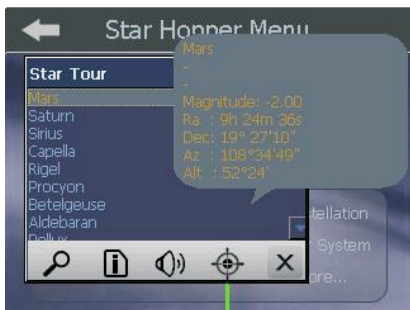 Star Hopper Menu
Mars
-
-
Magnitude: -2.00
Ra : 9h 24m 36s
Dec: 19° 27'10"
Az : 108°34'49"
Alt : 52°24'
Star Tour
Mars
Saturn
Sirius
Capella
Rigel
Procyon
Betelgeuse
Aldebaran
Pollux
tellation
System
ore...